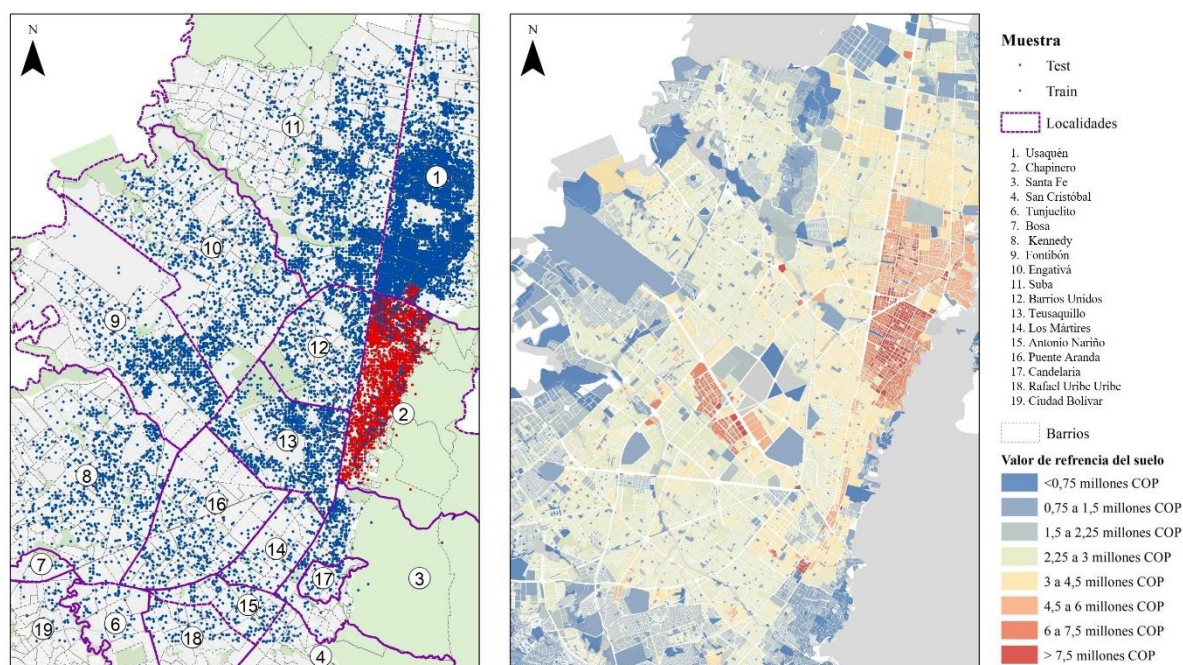 N
11
1
10
9
12
2
13
8
16
14
7
17
3
15
6
18
19
4
N
Muestra
Test
Train
Localidades
1. Usaquén
2. Chapinero
3. Santa Fe
4. San Cristóbal
6. Tunjuelito
7. Bosa
8. Kennedy
9. Fontibón
10. Engativá
11. Suba
12. Barrios Unidos
13. Teusaquillo
14. Los Mártires
15. Antonio Nariño
16. Puente Aranda
17. Candelaria
18. Rafael Uribe Uribe
19. Ciudad Bolívar
Barrios
Valor de refrencia del suelo
<0,75 millones COP
0,75 a 1,5 millones COP
1,5 a 2,25 millones COP
2,25 a 3 millones COP
3 a 4,5 millones COP
4,5 a 6 millones COP
6 a 7,5 millones COP
> 7,5 millones COP